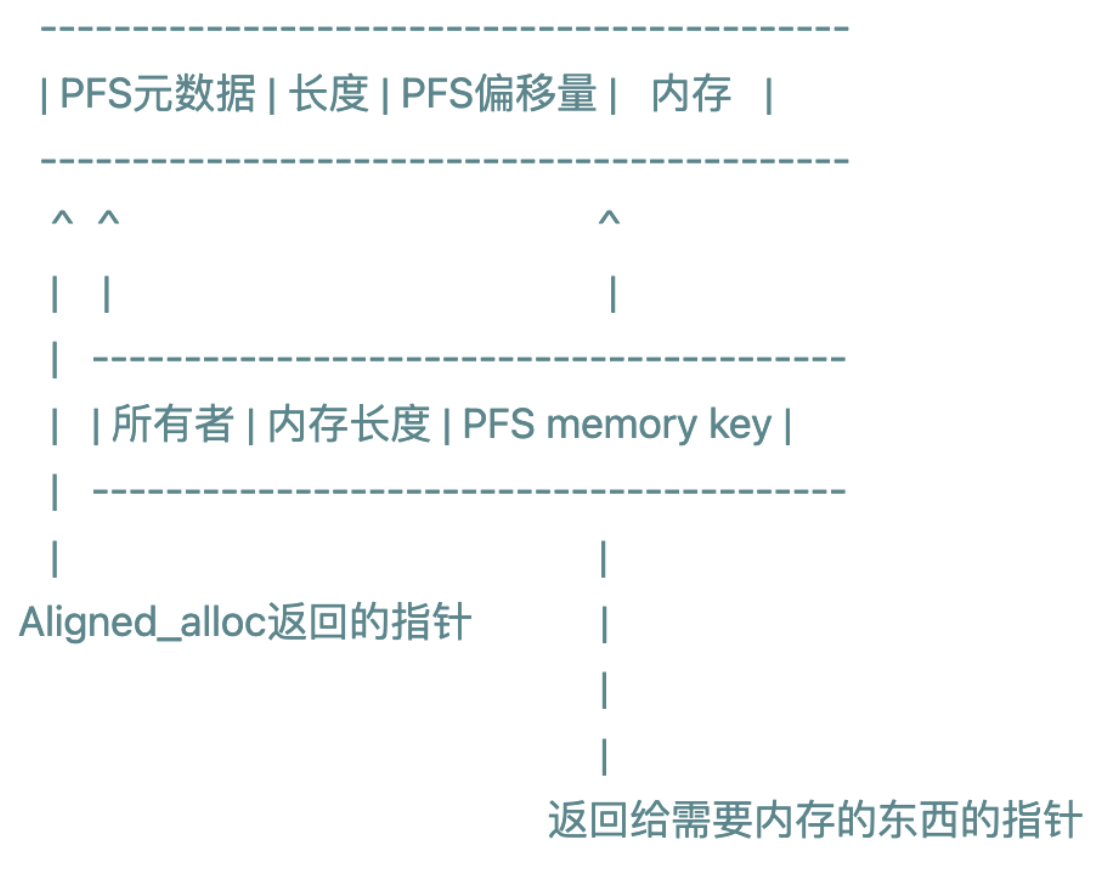 ------------------------------------------
| PFS元数据 | 长度 | PFS偏移量 |   内存   |
------------------------------------------
^  ^                                          ^
|   |                                           |
|  ---------------------------------------
|  | 所有者 | 内存长度 | PFS memory key |
|  ---------------------------------------
|                                               |
Aligned_alloc返回的指针            |
|
|
返回给需要内存的东西的指针